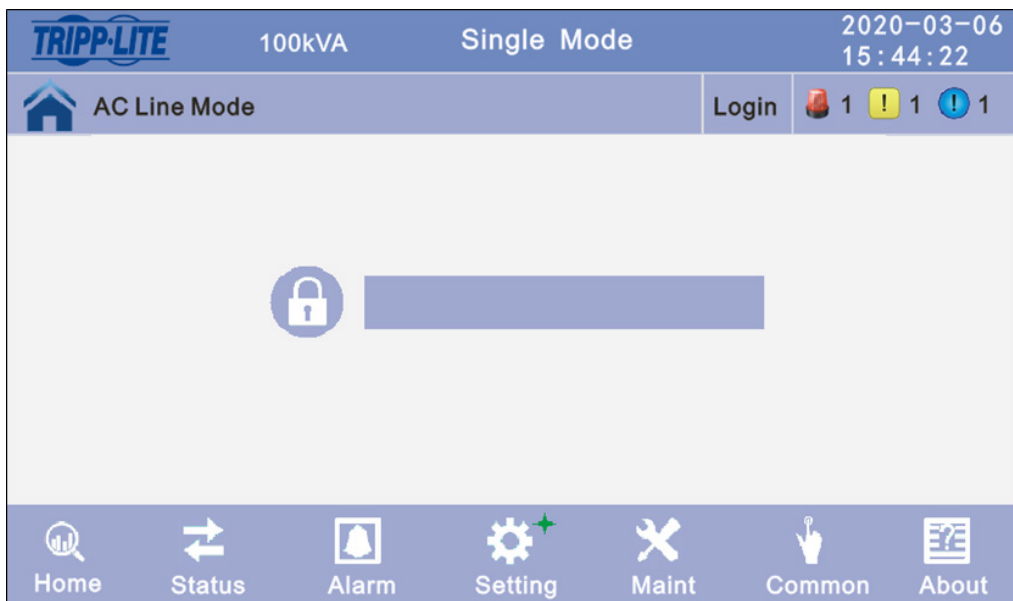 TRIPP·LITE 100kVA Single Mode 2020-03-06
15:44:22
AC Line Mode Login 1 ! 1 ! 1
Home Status Alarm Setting Maint Common About